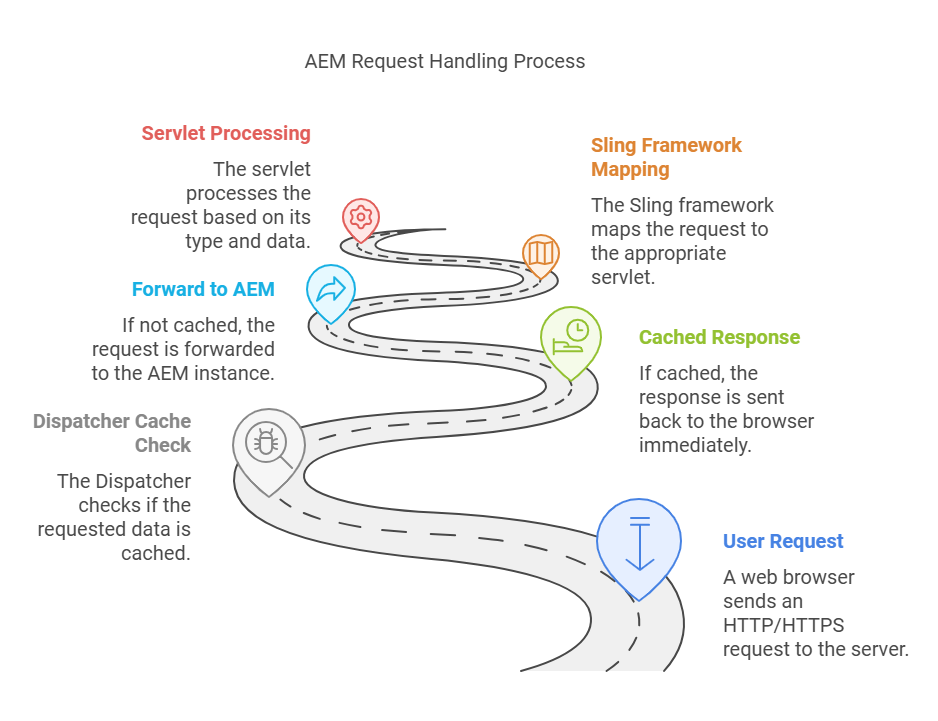 AEM Request Handling Process
Servlet Processing
The servlet
processes the
request based on its
type and data.
Sling Framework
Mapping
The Sling framework
maps the request to
the appropriate
servlet.
Forward to AEM
If not cached, the
request is forwarded
to the AEM instance.
Cached Response
If cached, the
response is sent
back to the browser
immediately.
Dispatcher Cache
Check
The Dispatcher
checks if the
requested data is
cached.
User Request
A web browser
sends an
HTTP/HTTPS
request to the server.